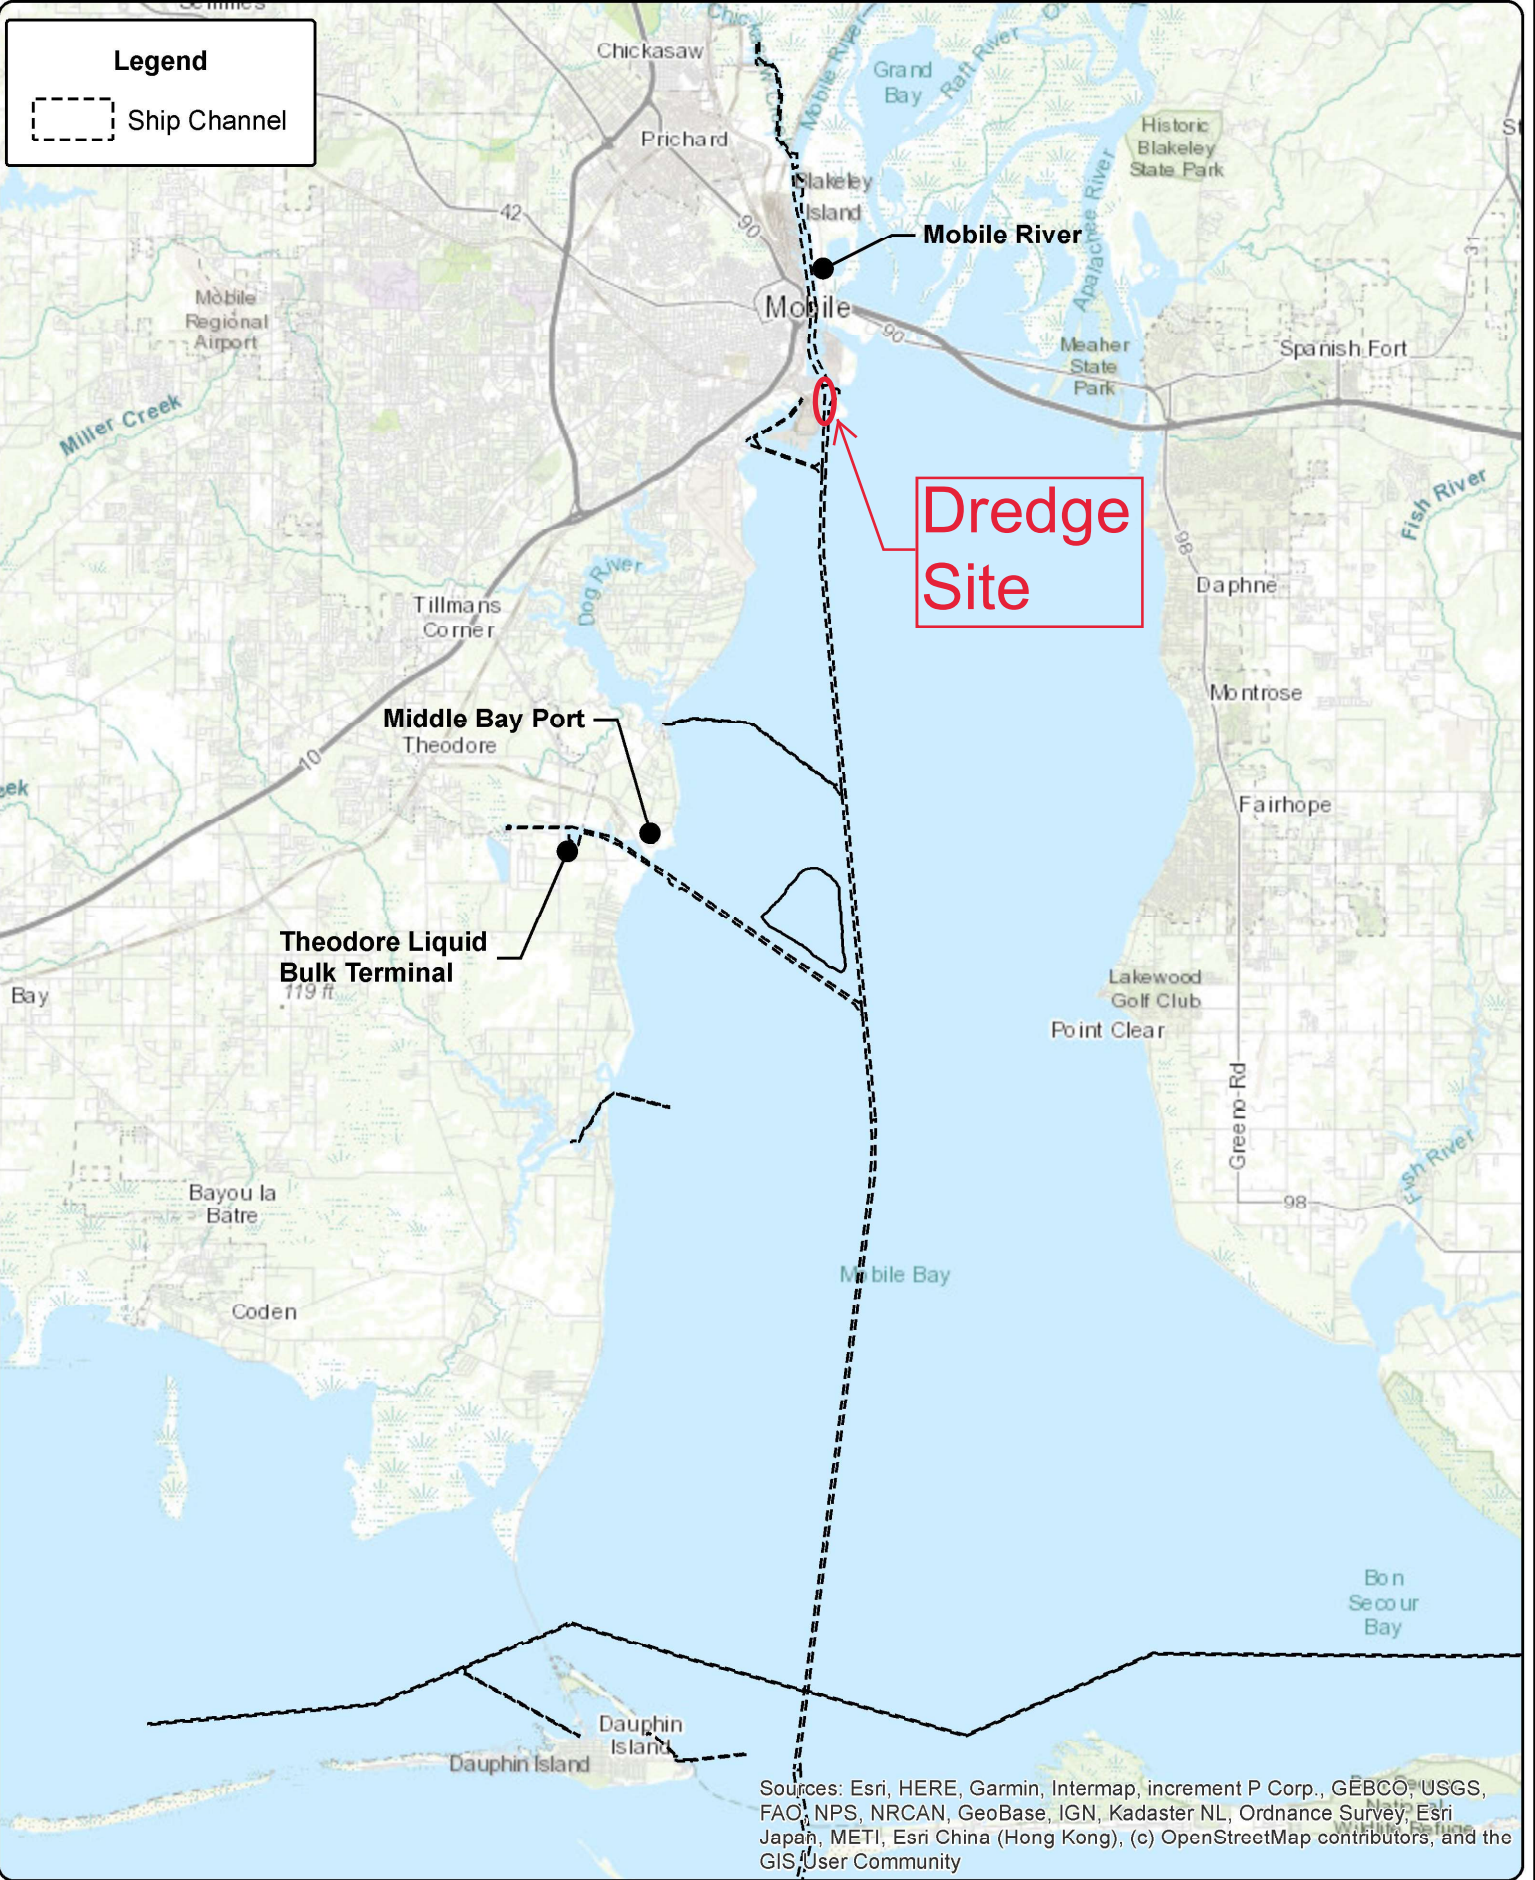 Legend
Ship Channel
Chickasaw
Mobile River
Grand
Bay
Raft River
Prichard
Historic
Blakeley
State Park
Blakeley
Island
42
90
Mobile River
Apalachee River
31
Mobile
Regional
Airport
Mobile
90
Meaher
State
Park
Spanish Fort
Miller Creek
Dredge
Site
Fish River
98
Dog River
Daphne
Tillmans
Corner
Montrose
Middle Bay Port
Theodore
10
Fairhope
Theodore Liquid
Bulk Terminal
119 ft
Bay
Lakewood
Golf Club
Point Clear
Greeno-Rd
Fish River
98
Bayou la
Batre
Mobile Bay
Coden
Bon
Secour
Bay
Dauphin
Island
Dauphin Island
Sources: Esri, HERE, Garmin, Intermap, increment P Corp., GEBCO, USGS,
FAO, NPS, NRCAN, GeoBase, IGN, Kadaster NL, Ordnance Survey, Esri
Japan, METI, Esri China (Hong Kong), (c) OpenStreetMap contributors, and the
GIS User Community